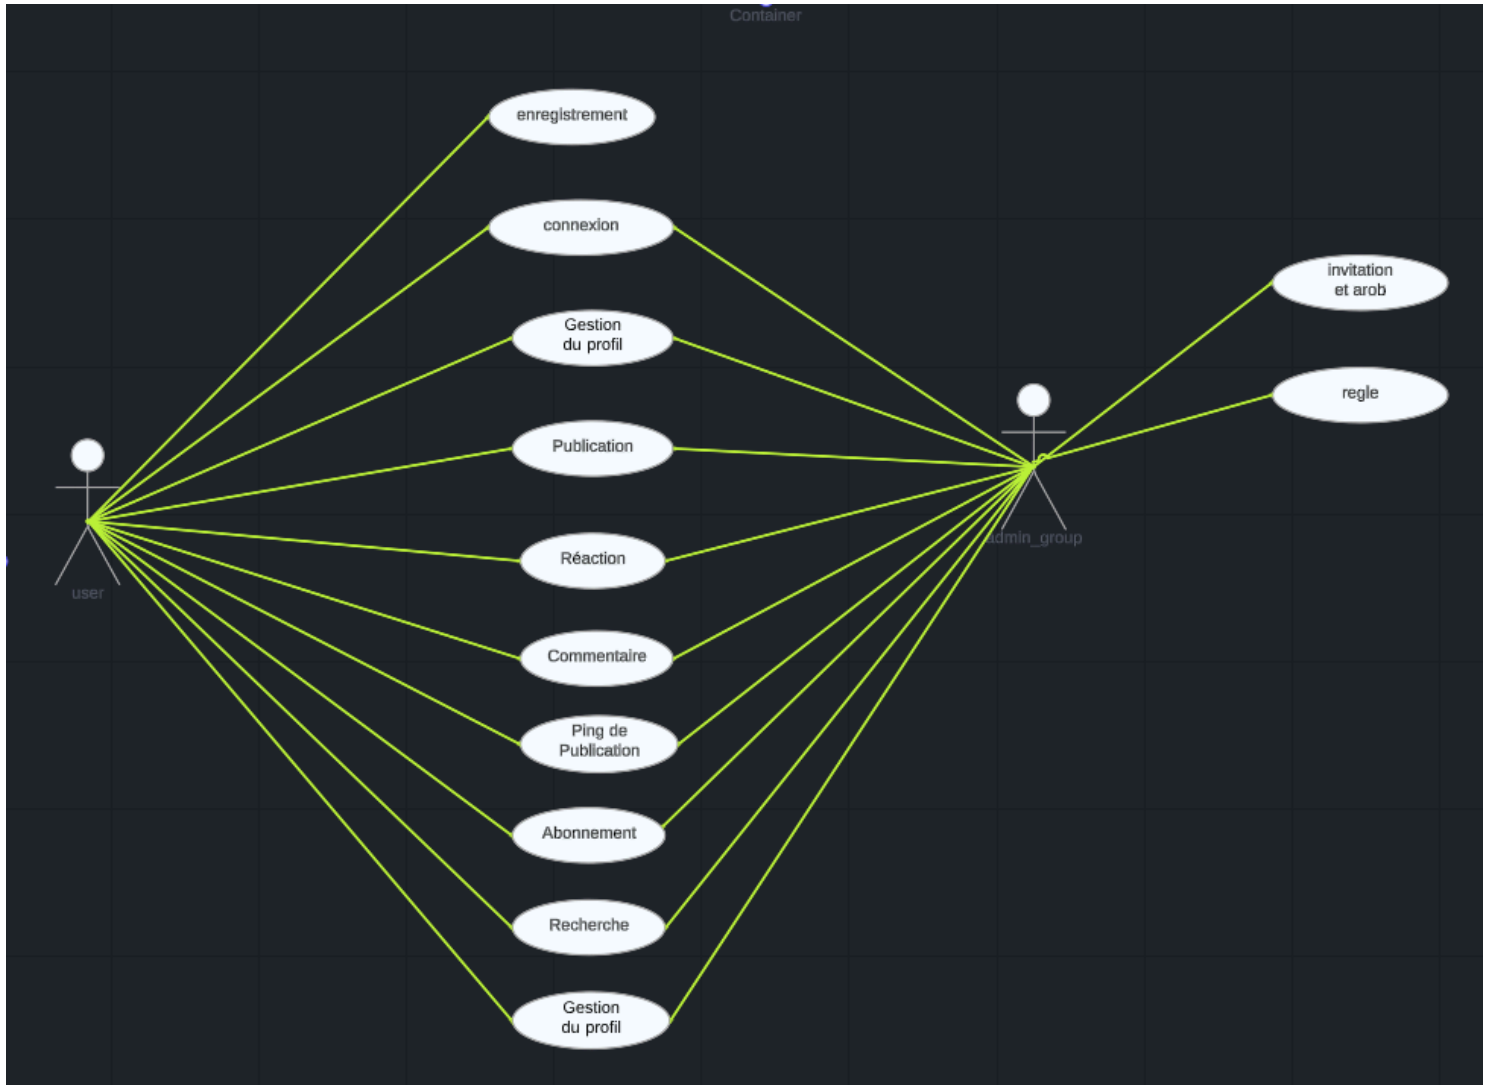 Container
enregistrement
connexion
invitation
et arob
Gestion
du profil
regle
Publication
admin_group
Réaction
user
Commentaire
Ping de
Publication
Abonnement
Recherche
Gestion
du profil